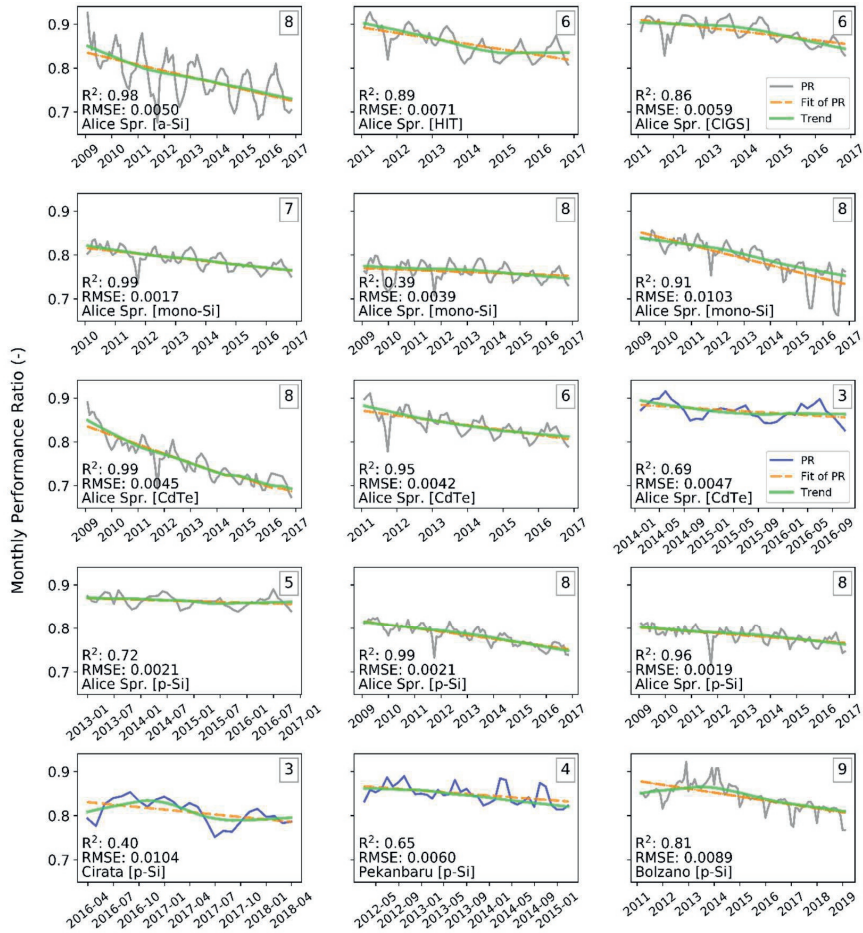 Monthly Performance Ratio (-)
0.9
0.8
0.7
8
R²: 0.98
RMSE: 0.0050
Alice Spr. [a-Si]
2009 2010 2011 2012 2013 2014 2015 2016 2017
6
R²: 0.89
RMSE: 0.0071
Alice Spr. [HIT]
2011 2012 2013 2014 2015 2016 2017
6
R²: 0.86
RMSE: 0.0059
Alice Spr. [CIGS]
PR
Fit of PR
Trend
2011 2012 2013 2014 2015 2016 2017
0.9
0.8
0.7
7
R²: 0.99
RMSE: 0.0017
Alice Spr. [mono-Si]
2010 2011 2012 2013 2014 2015 2016 2017
8
R²: 0.39
RMSE: 0.0039
Alice Spr. [mono-Si]
2009 2010 2011 2012 2013 2014 2015 2016 2017
8
R²: 0.91
RMSE: 0.0103
Alice Spr. [mono-Si]
2009 2010 2011 2012 2013 2014 2015 2016 2017
0.9
0.8
0.7
8
R²: 0.99
RMSE: 0.0045
Alice Spr. [CdTe]
2009 2010 2011 2012 2013 2014 2015 2016 2017
6
R²: 0.95
RMSE: 0.0042
Alice Spr. [CdTe]
2011 2012 2013 2014 2015 2016 2017
3
R²: 0.69
RMSE: 0.0047
Alice Spr. [CdTe]
PR
Fit of PR
Trend
2014-01 2014-05 2014-09 2015-01 2015-05 2015-09 2016-01 2016-05 2016-09
0.9
0.8
0.7
5
R²: 0.72
RMSE: 0.0021
Alice Spr. [p-Si]
2013-01 2013-07 2014-01 2014-07 2015-01 2015-07 2016-01 2016-07 2017-01
8
R²: 0.99
RMSE: 0.0021
Alice Spr. [p-Si]
2009 2010 2011 2012 2013 2014 2015 2016 2017
8
R²: 0.96
RMSE: 0.0019
Alice Spr. [p-Si]
2009 2010 2011 2012 2013 2014 2015 2016 2017
0.9
0.8
0.7
3
R²: 0.40
RMSE: 0.0104
Cirata [p-Si]
2016-04 2016-07 2016-10 2017-01 2017-04 2017-07 2017-10 2018-01 2018-04
4
R²: 0.65
RMSE: 0.0060
Pekanbaru [p-Si]
2012-05 2012-09 2013-01 2013-05 2013-09 2014-01 2014-05 2014-09 2015-01
9
R²: 0.81
RMSE: 0.0089
Bolzano [p-Si]
2011 2012 2013 2014 2015 2016 2017 2018 2019